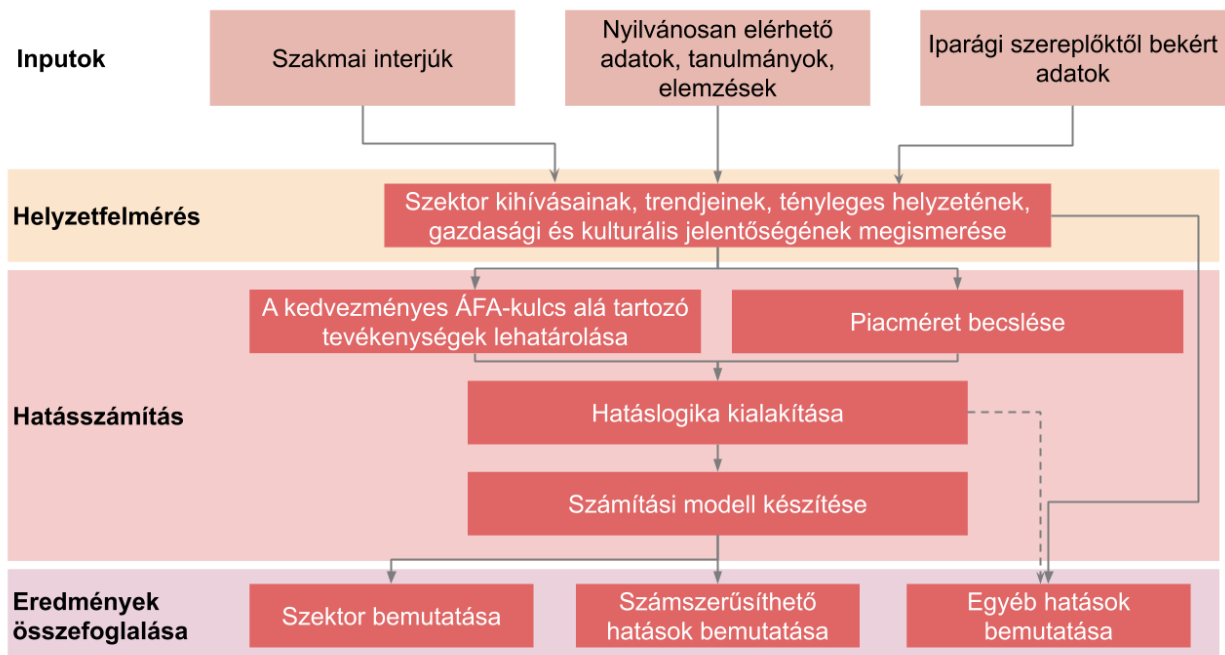 Inputok
Szakmai interjúk
Nyilvánosan elérhető
adatok, tanulmányok,
elemzések
Iparági szereplőktől bekért
adatok
Helyzetfelmérés
Szektor kihívásainak, trendjeinek, tényleges helyzetének,
gazdasági és kulturális jelentőségének megismerése
Hatásszámítás
A kedvezményes ÁFA-kulcs alá tartozó
tevékenységek lehatárolása
Piacméret becslése
Hatáslogika kialakítása
Számítási modell készítése
Eredmények
összefoglalása
Szektor bemutatása
Számszerűsíthető
hatások bemutatása
Egyéb hatások
bemutatása